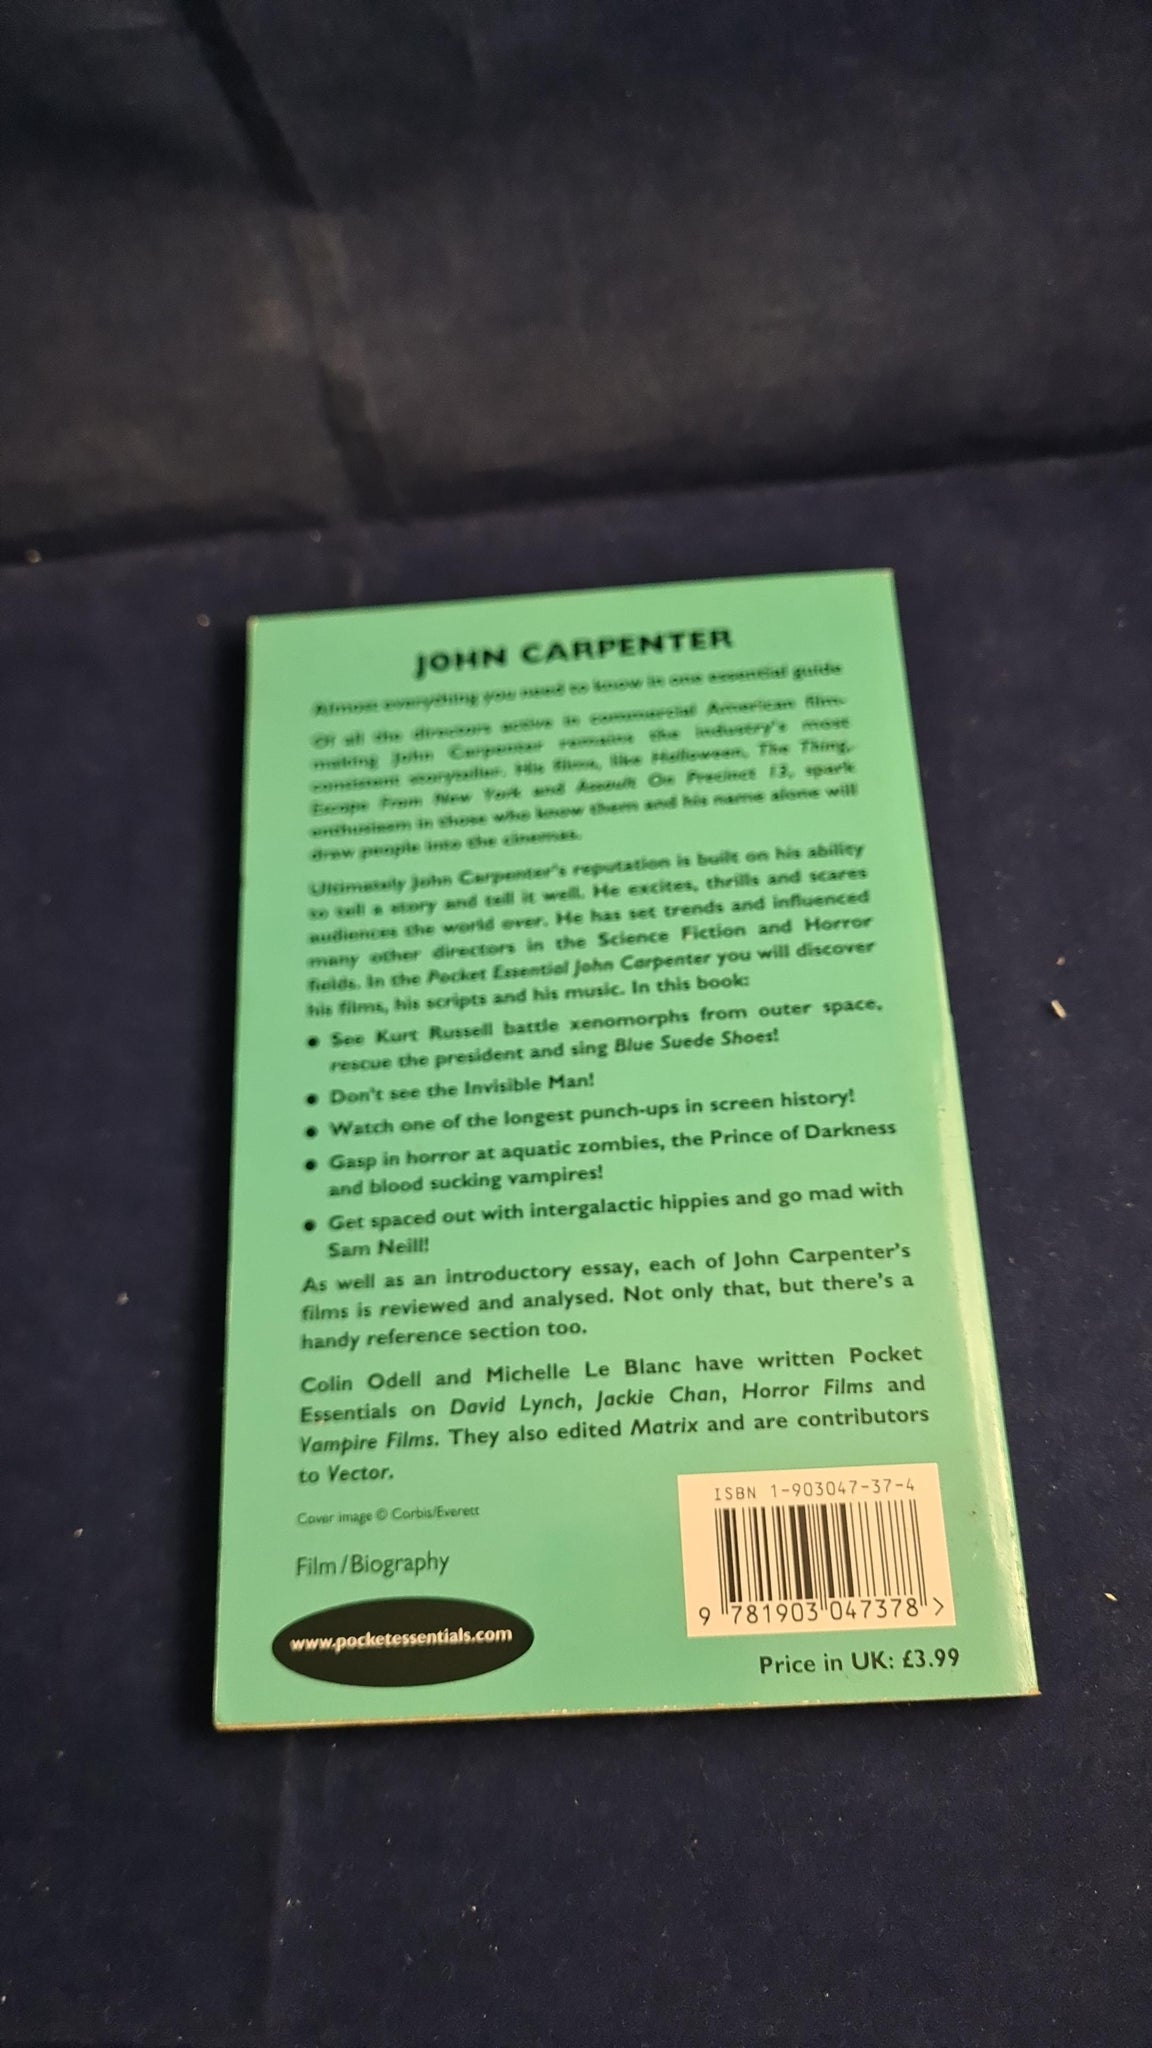 JOHN CARPENTER
Almost everything you need to know in one essential guide
Of all the directors active in commercial American film-
making John Carpenter remains the industry's most
consistent storyteller. His films, like Halloween, The Thing,
Escape From New York and Assault On Precinct 13, spark
enthusiasm in those who know them and his name alone will
draw people into the cinemas.
Ultimately John Carpenter's reputation is built on his ability
to tell a story and tell it well. He excites, thrills and scares
audiences the world over. He has set trends and influenced
many other directors in the Science Fiction and Horror
fields. In the Pocket Essential John Carpenter you will discover
his films, his scripts and his music. In this book:
• See Kurt Russell battle xenomorphs from outer space,
rescue the president and sing Blue Suede Shoes!
• Don't see the Invisible Man!
• Watch one of the longest punch-ups in screen history!
• Gasp in horror at aquatic zombies, the Prince of Darkness
and blood sucking vampires!
• Get spaced out with intergalactic hippies and go mad with
Sam Neill!
As well as an introductory essay, each of John Carpenter's
films is reviewed and analysed. Not only that, but there's a
handy reference section too.
Colin Odell and Michelle Le Blanc have written Pocket
Essentials on David Lynch, Jackie Chan, Horror Films and
Vampire Films. They also edited Matrix and are contributors
to Vector.
Cover image © Corbis/Everett
Film/Biography
www.pocketessentials.com
ISBN 1-903047-37-4
9 781903 047378 >
Price in UK: £3.99